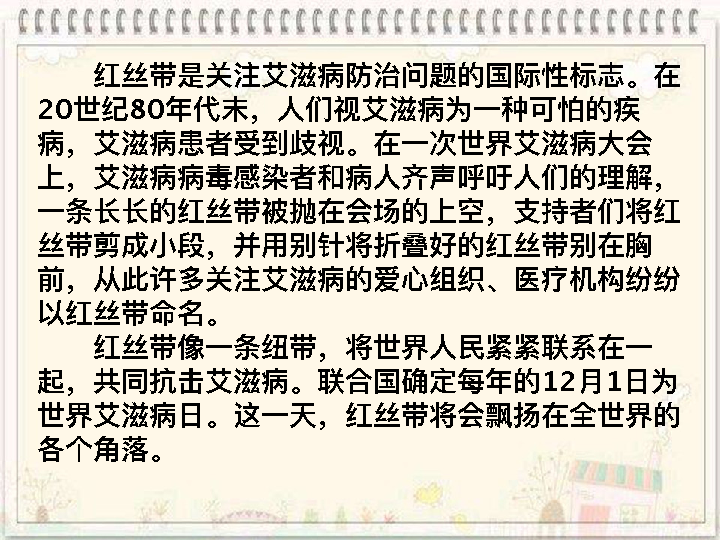 红丝带是关注艾滋病防治问题的国际性标志。在
20世纪80年代末，人们视艾滋病为一种可怕的疾
病，艾滋病患者受到歧视。在一次世界艾滋病大会
上，艾滋病病毒感染者和病人齐声呼吁人们的理解，
一条长长的红丝带被抛在会场的上空，支持者们将红
丝带剪成小段，并用别针将折叠好的红丝带别在胸
前，从此许多关注艾滋病的爱心组织、医疗机构纷纷
以红丝带命名。
红丝带像一条纽带，将世界人民紧紧联系在一
起，共同抗击艾滋病。联合国确定每年的12月1日为
世界艾滋病日。这一天，红丝带将会飘扬在全世界的
各个角落。